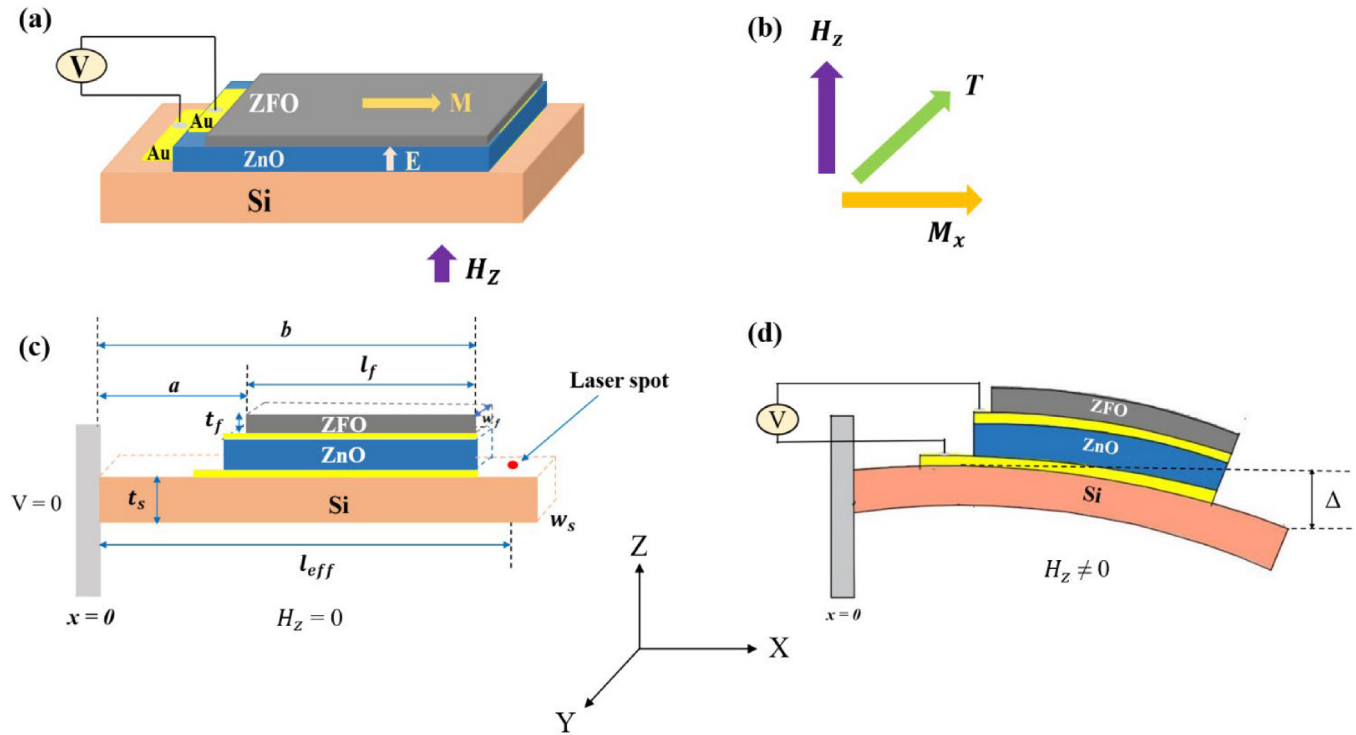 (a)
V
ZFO
M
Au
Au
ZnO
E
Si
H_Z
(b)
H_z
T
M_x
(c)
b
a
l_f
Laser spot
t_f
ZFO
w_f
ZnO
V = 0
t_s
Si
w_s
l_eff
x = 0
H_Z = 0
Z
X
Y
(d)
V
ZFO
ZnO
Si
Δ
H_Z ≠ 0
x = 0